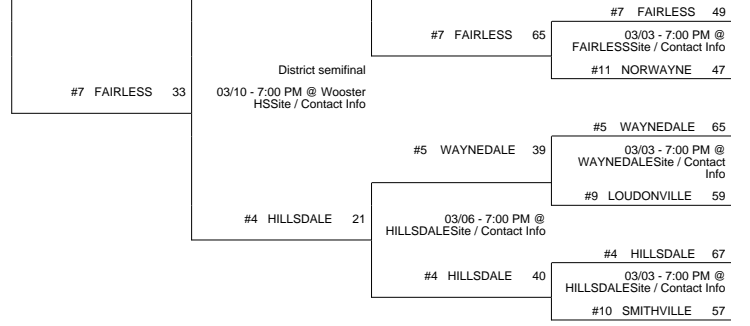 #7 FAIRLESS 49
#7 FAIRLESS 65
03/03 - 7:00 PM @
FAIRLESSSite / Contact Info
#11 NORWAYNE 47
District semifinal
#7 FAIRLESS 33
03/10 - 7:00 PM @ Wooster
HSSite / Contact Info
#5 WAYNEDALE 65
#5 WAYNEDALE 39
03/03 - 7:00 PM @
WAYNEDALESite / Contact
Info
#9 LOUDONVILLE 59
#4 HILLSDALE 21
03/06 - 7:00 PM @
HILLSDALESite / Contact Info
#4 HILLSDALE 67
#4 HILLSDALE 40
03/03 - 7:00 PM @
HILLSDALESite / Contact Info
#10 SMITHVILLE 57